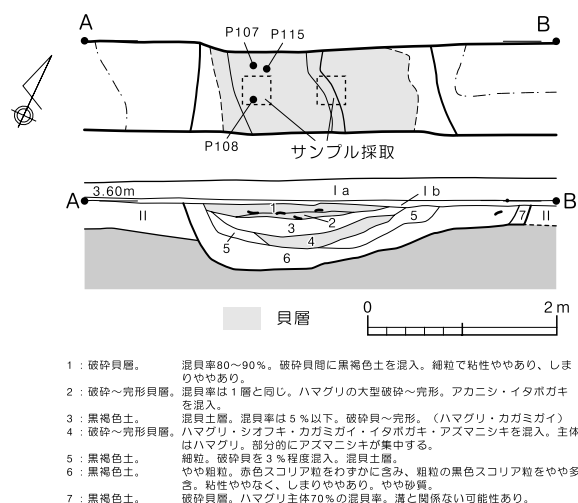 A
B
P107
P115
P108
サンプル採取
A
3.60m
Ⅰa
Ⅰb
B
Ⅱ
1
2
3
4
5
5
6
7
Ⅱ
貝層
0
2m
1：破砕貝層。 混貝率80〜90%。破砕貝間に黒褐色土を混入。細粒で粘性ややあり、しま
りややあり。
2：破砕〜完形貝層。混貝率は1層と同じ。ハマグリの大型破砕〜完形。アカニシ・イタボガキ
を混入。
3：黒褐色土。 混貝土層。混貝率は5%以下。破砕貝〜完形。（ハマグリ・カガミガイ）
4：破砕〜完形貝層。ハマグリ・シオフキ・カガミガイ・イタボガキ・アズマニシキを混入。主体
はハマグリ。部分的にアズマニシキが集中する。
5：黒褐色土。 細粒。破砕貝を3%程度混入。混貝土層。
6：黒褐色土。 やや粗粒。赤色スコリア粒をわずかに含み、粗粒の黒色スコリア粒をやや多
含。粘性ややなく、しまりややあり。やや砂質。
7：黒褐色土。 破砕貝層。ハマグリ主体70%の混貝率。溝と関係ない可能性あり。